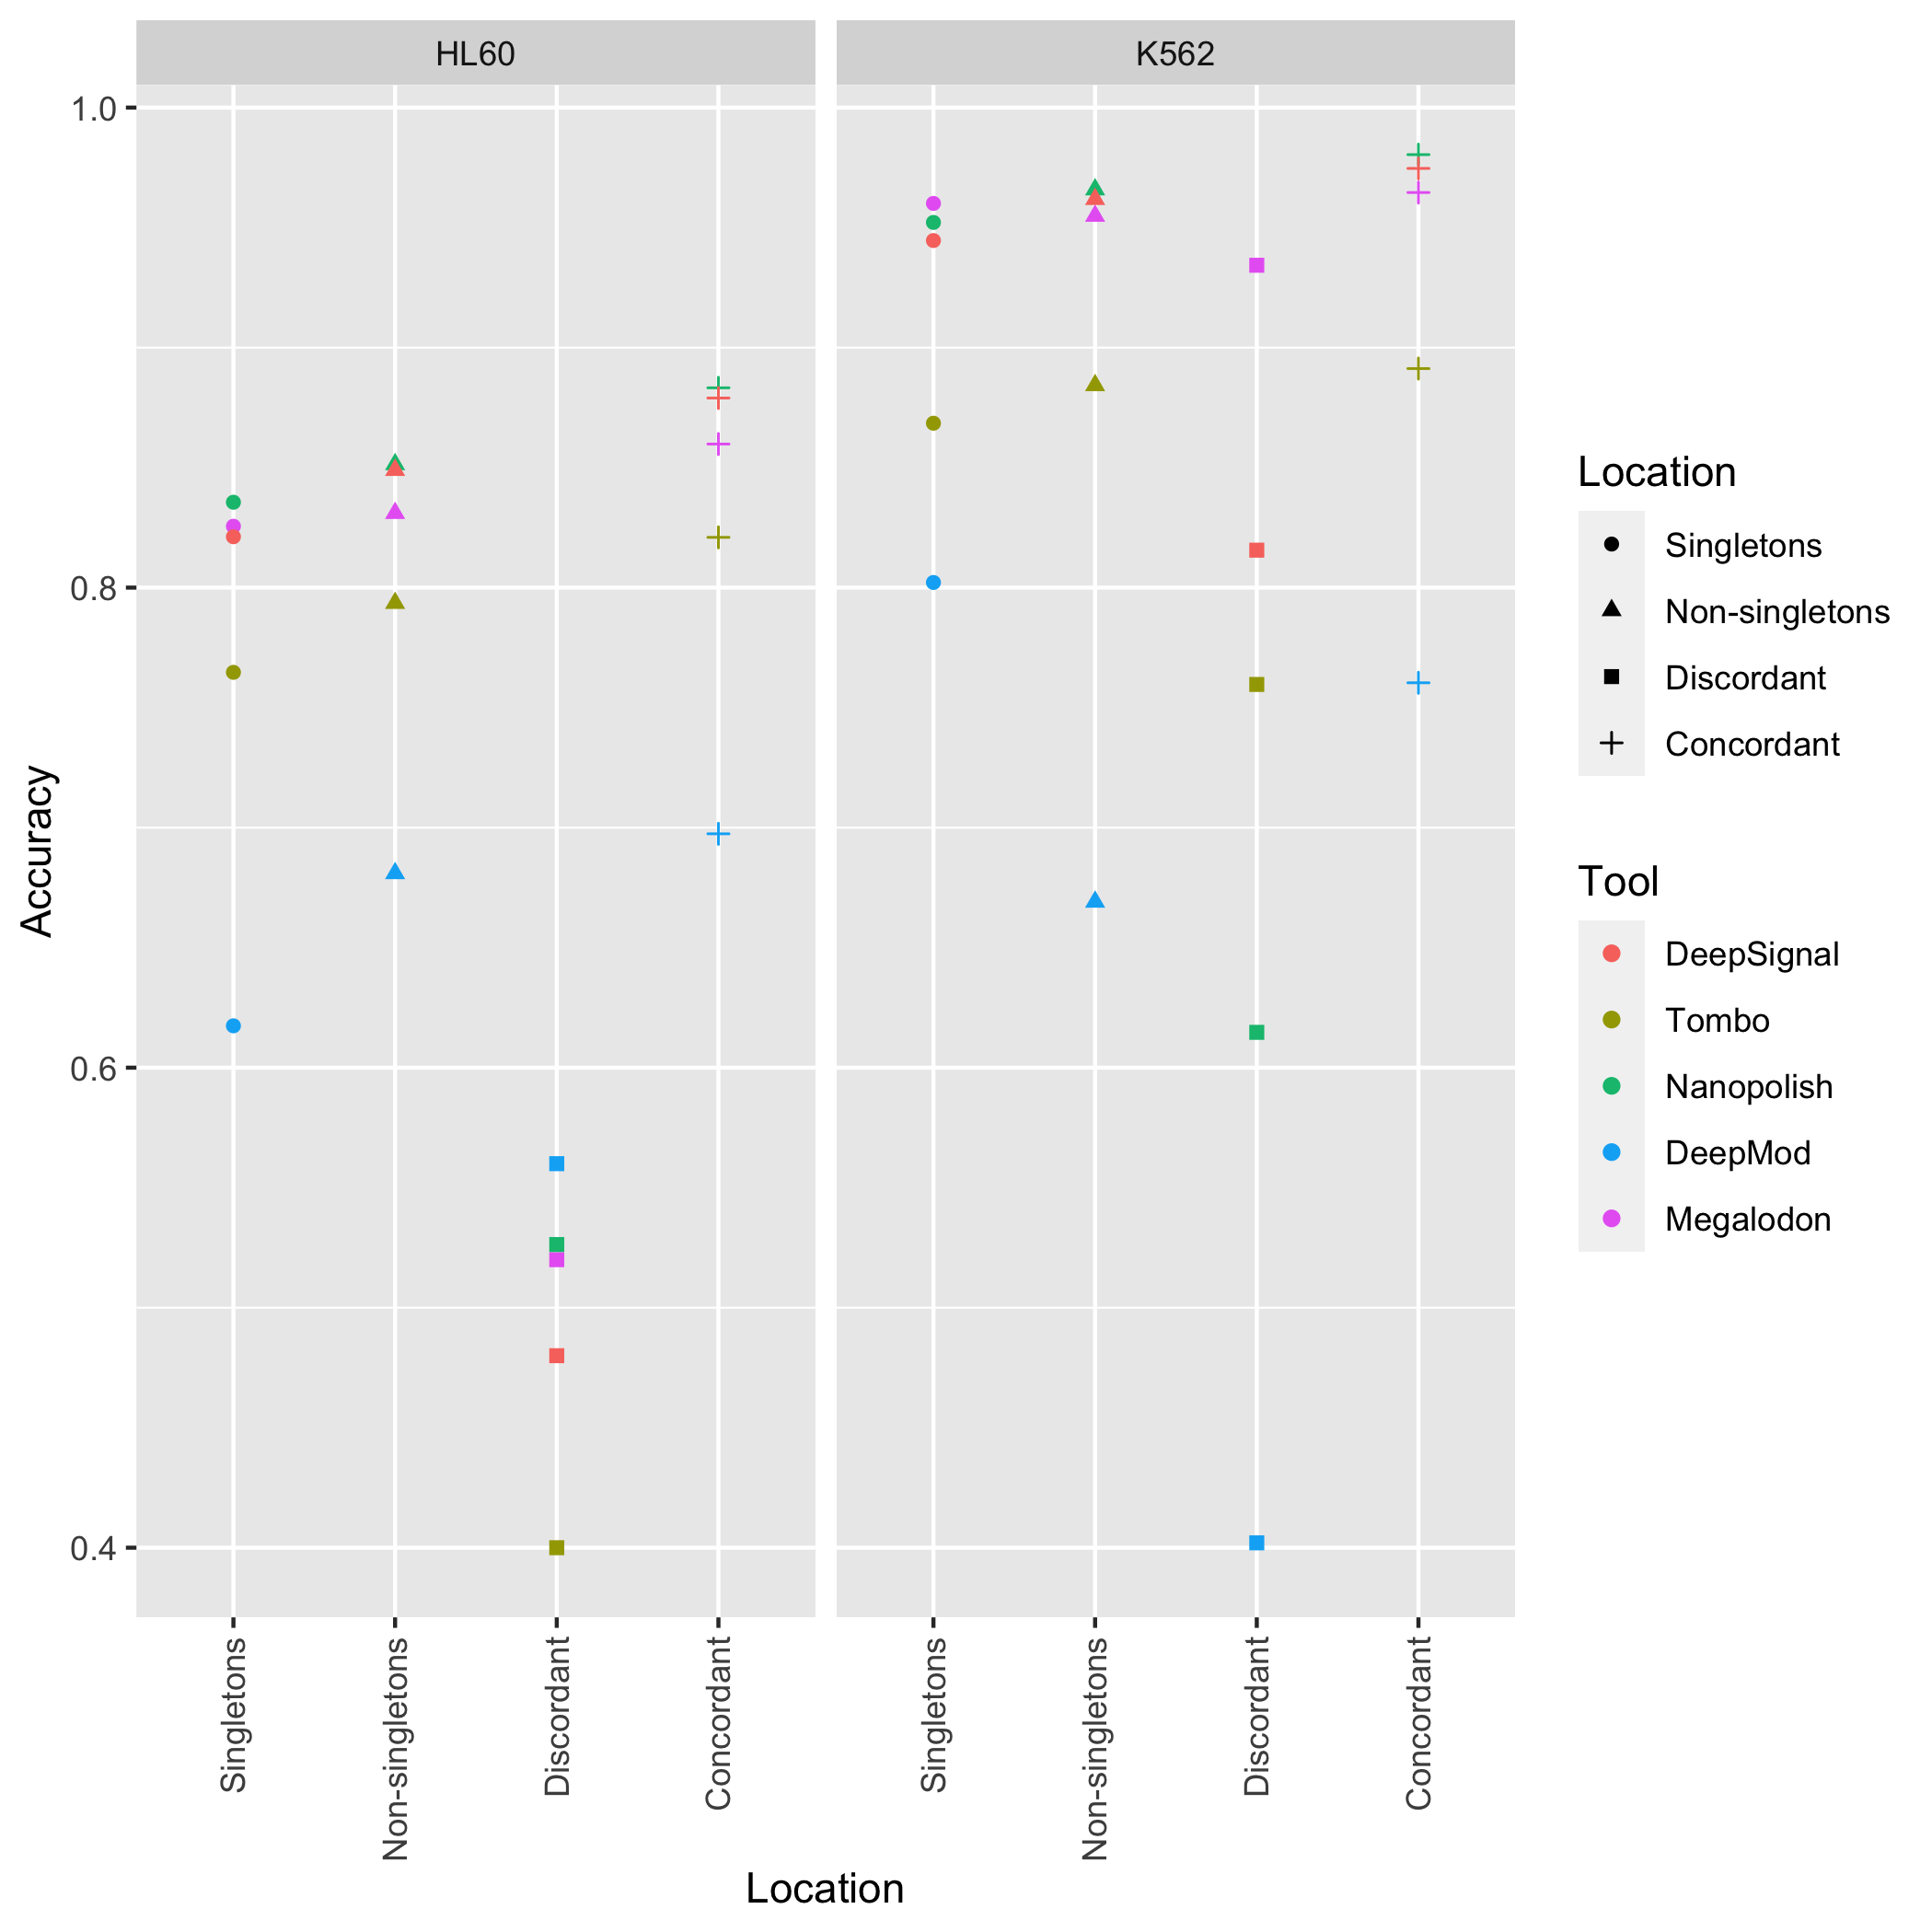 HL60
K562
1.0
0.8
0.6
0.4
Accuracy
Singletons
Non-singletons
Discordant
Concordant
Singletons
Non-singletons
Discordant
Concordant
Location
Location
Singletons
Non-singletons
Discordant
Concordant
Tool
DeepSignal
Tombo
Nanopolish
DeepMod
Megalodon